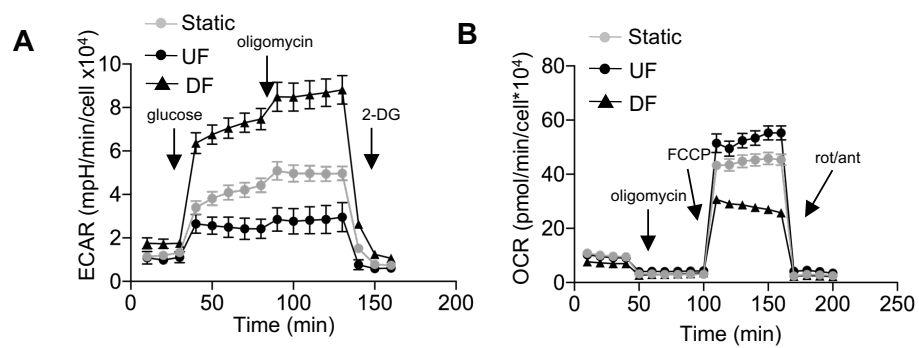 A
Static
UF
DF
oligomycin
glucose
2-DG
ECAR (mpH/min/cell x10⁴)
10
8
6
4
2
0
0 50 100 150 200
Time (min)
B
Static
UF
DF
FCCP
oligomycin
rot/ant
OCR (pmol/min/cell*10⁴)
80
60
40
20
0
0 50 100 150 200 250
Time (min)